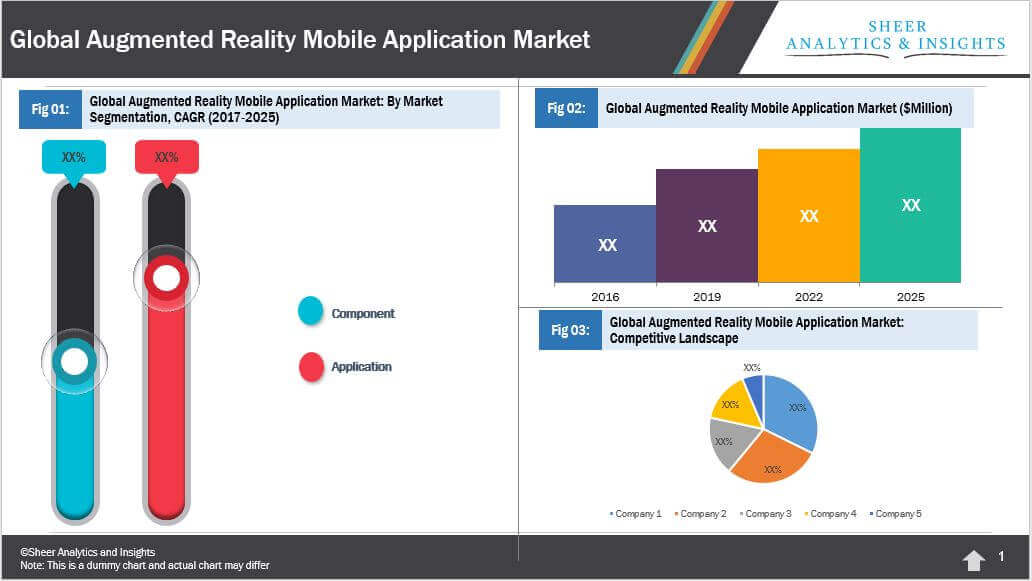 Global Augmented Reality Mobile Application Market
SHEER
ANALYTICS & INSIGHTS
Fig 01:
Global Augmented Reality Mobile Application Market: By Market
Segmentation, CAGR (2017-2025)
XX%
XX%
Component
Application
Fig 02:
Global Augmented Reality Mobile Application Market ($Million)
XX
XX
XX
XX
2016
2019
2022
2025
Fig 03:
Global Augmented Reality Mobile Application Market:
Competitive Landscape
XX%
XX%
XX%
XX%
XX%
Company 1
Company 2
Company 3
Company 4
Company 5
©Sheer Analytics and Insights
Note: This is a dummy chart and actual chart may differ
1